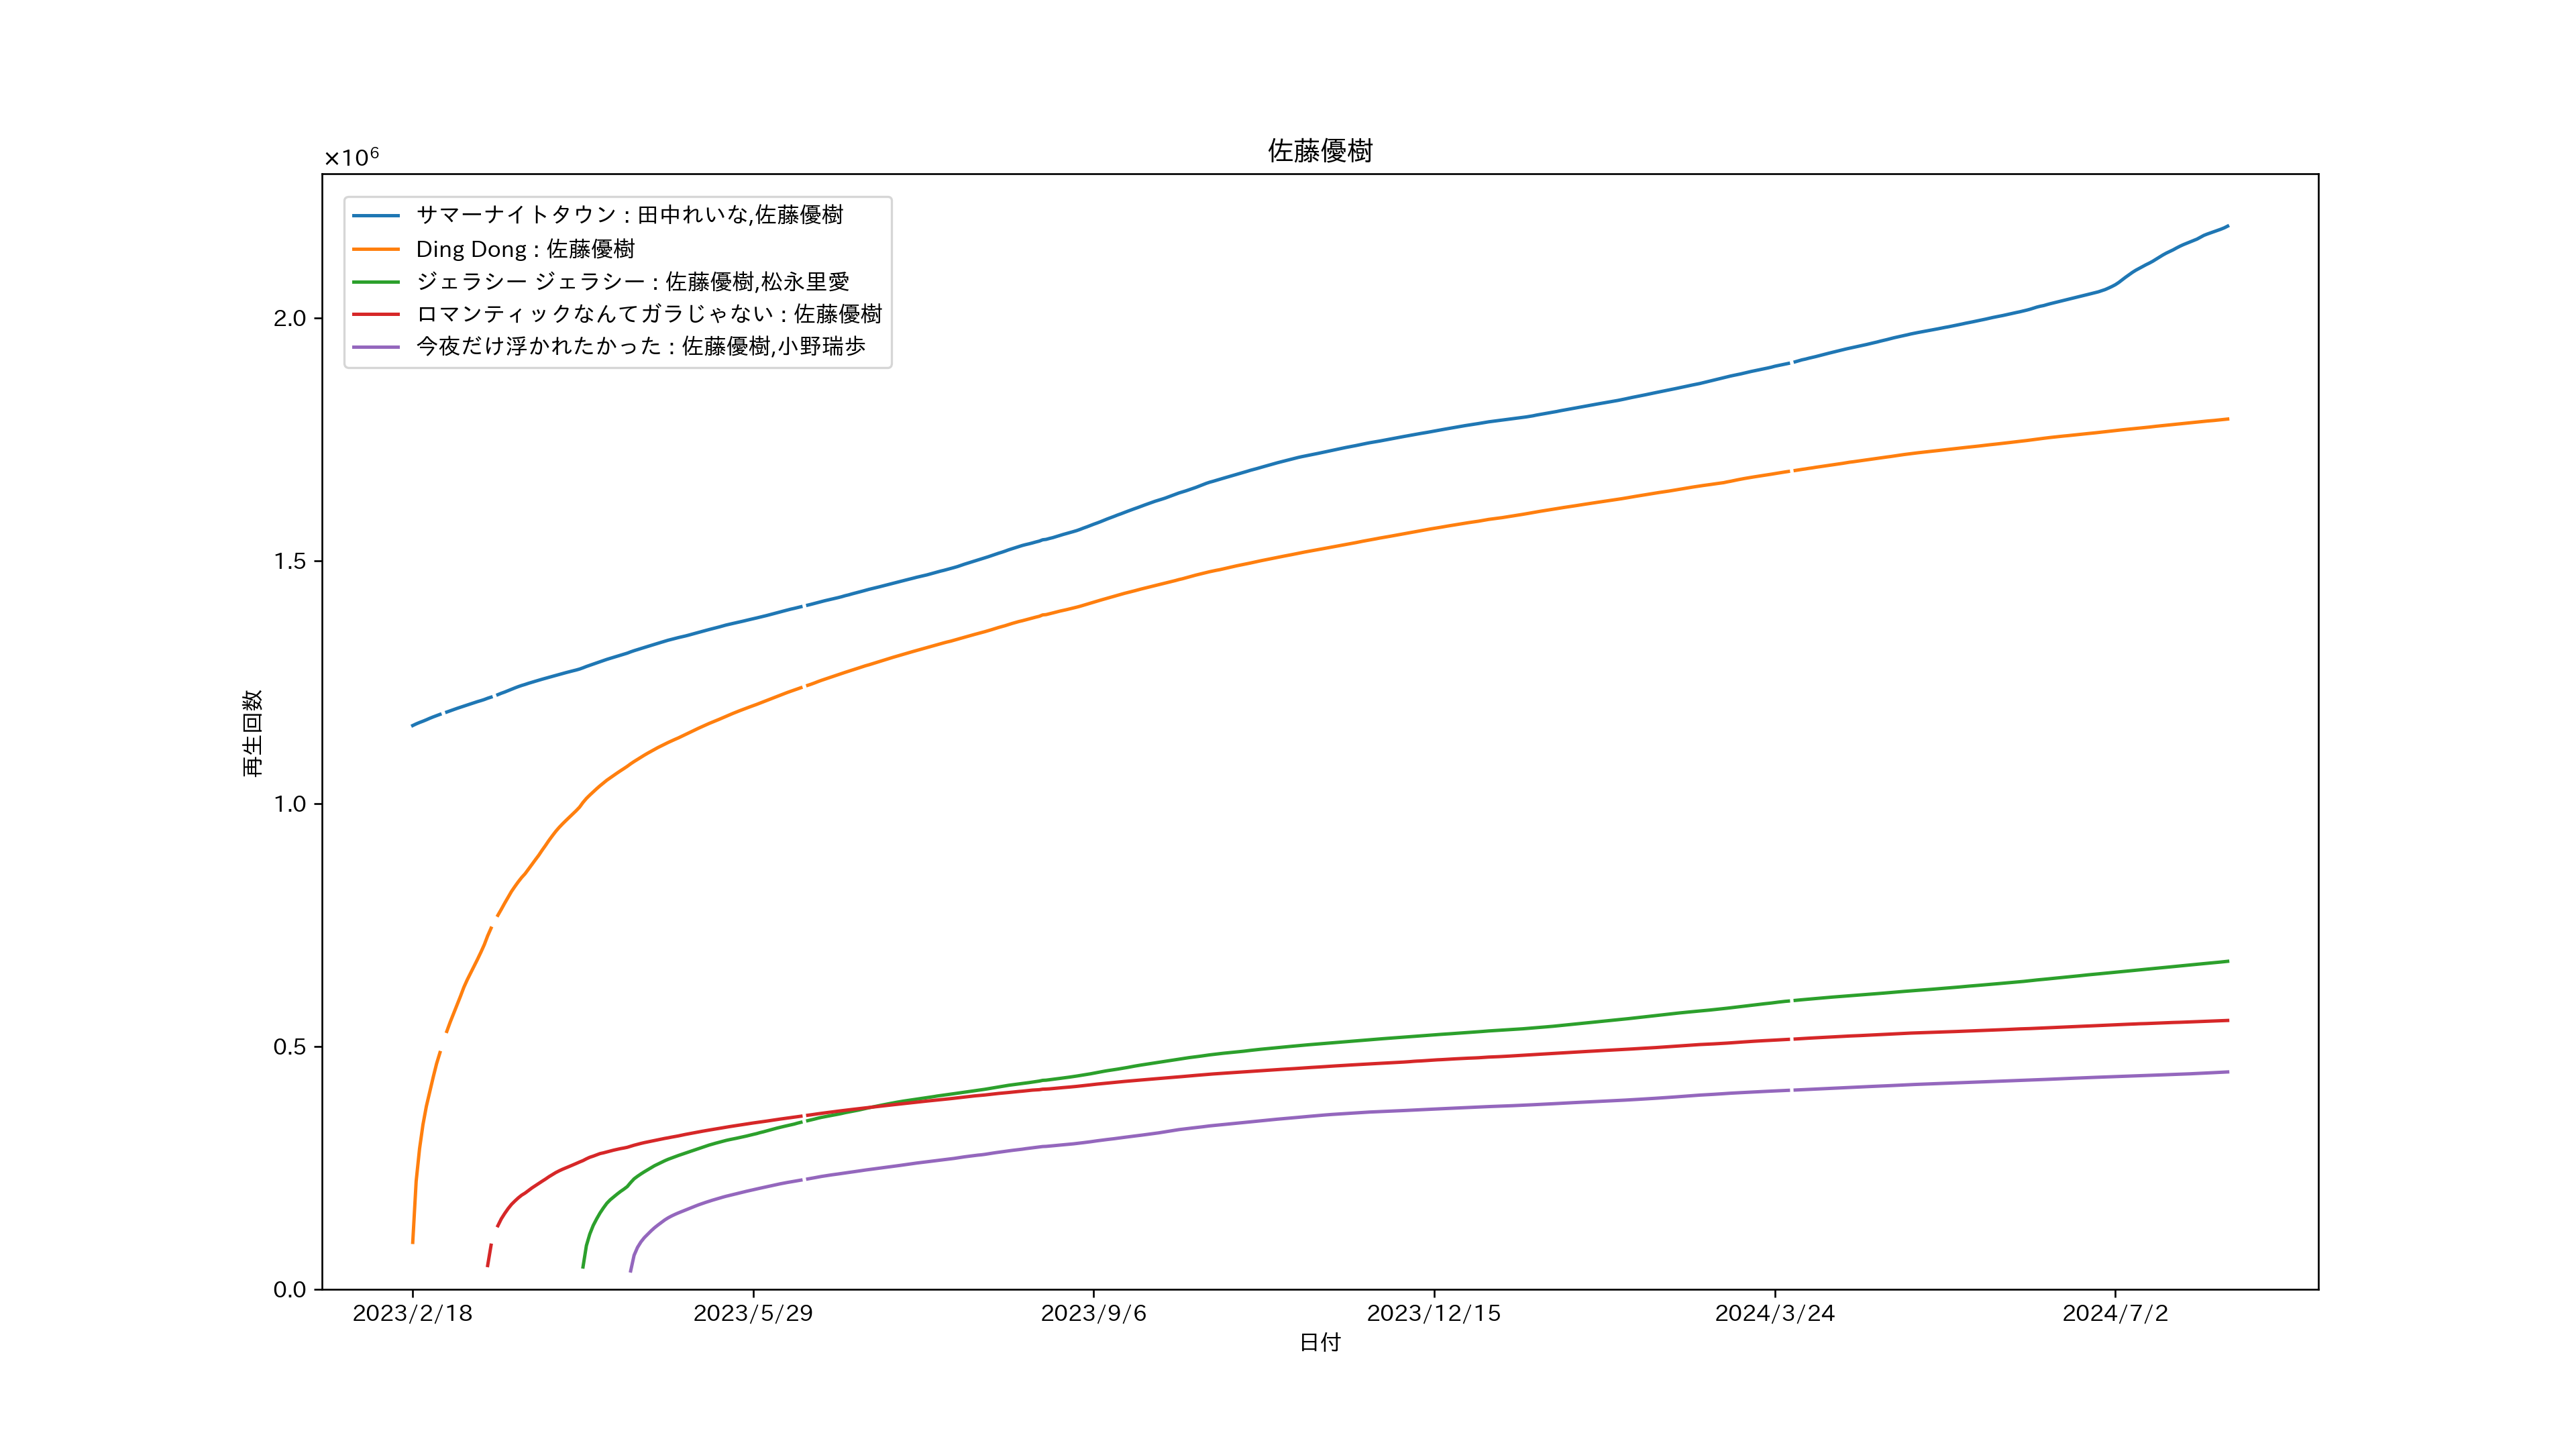 佐藤優樹
×10⁶
サマーナイトタウン : 田中れいな,佐藤優樹
Ding Dong : 佐藤優樹
ジェラシー ジェラシー : 佐藤優樹,松永里愛
ロマンティックなんてガラじゃない : 佐藤優樹
今夜だけ浮かれたかった : 佐藤優樹,小野瑞歩
2.0
1.5
1.0
0.5
0.0
再生回数
2023/2/18
2023/5/29
2023/9/6
2023/12/15
2024/3/24
2024/7/2
日付